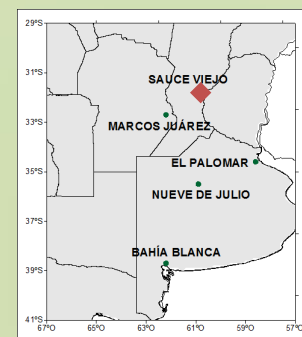 29°S
31°S
SAUCE VIEJO
33°S
MARCOS JUÁREZ
EL PALOMAR
35°S
NUEVE DE JULIO
37°S
BAHÍA BLANCA
39°S
41°S
67°O 65°O 63°O 61°O 59°O 57°O